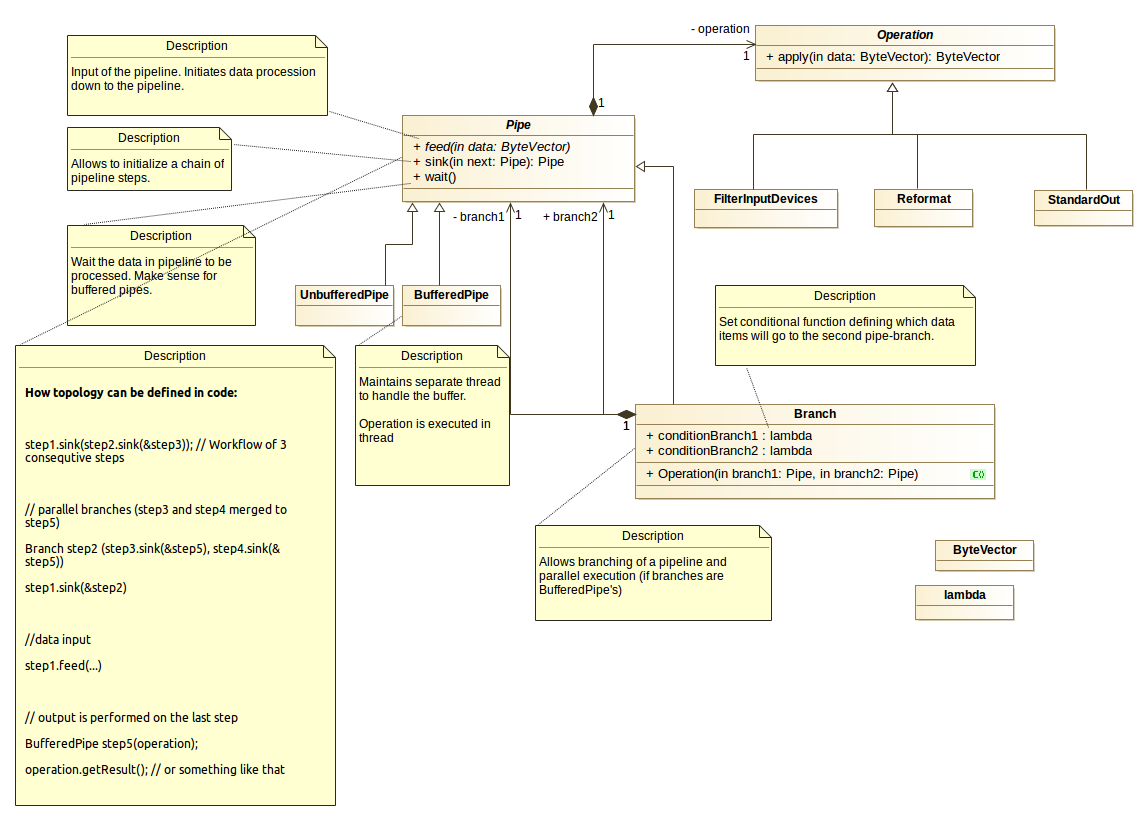 - operation
1
Operation
+ apply(in data: ByteVector): ByteVector
Description
Input of the pipeline. Initiates data procession
down to the pipeline.
1
Pipe
+ feed(in data: ByteVector)
+ sink(in next: Pipe): Pipe
+ wait()
Description
Allows to initialize a chain of
pipeline steps.
FilterInputDevices
Reformat
StandardOut
- branch1
1
+ branch2
1
Description
Wait the data in pipeline to be
processed. Make sense for
buffered pipes.
UnbufferedPipe
BufferedPipe
Description
Set conditional function defining which data
items will go to the second pipe-branch.
Description
How topology can be defined in code:
step1.sink(step2.sink(&step3)); // Workflow of 3
consequtive steps
// parallel branches (step3 and step4 merged to
step5)
Branch step2 (step3.sink(&step5), step4.sink(&
step5))
step1.sink(&step2)
//data input
step1.feed(...)
// output is performed on the last step
BufferedPipe step5(operation);
operation.getResult(); // or something like that
Description
Maintains separate thread
to handle the buffer.
Operation is executed in
thread
1
Branch
+ conditionBranch1 : lambda
+ conditionBranch2 : lambda
+ Operation(in branch1: Pipe, in branch2: Pipe)
Description
Allows branching of a pipeline and
parallel execution (if branches are
BufferedPipe's)
ByteVector
lambda